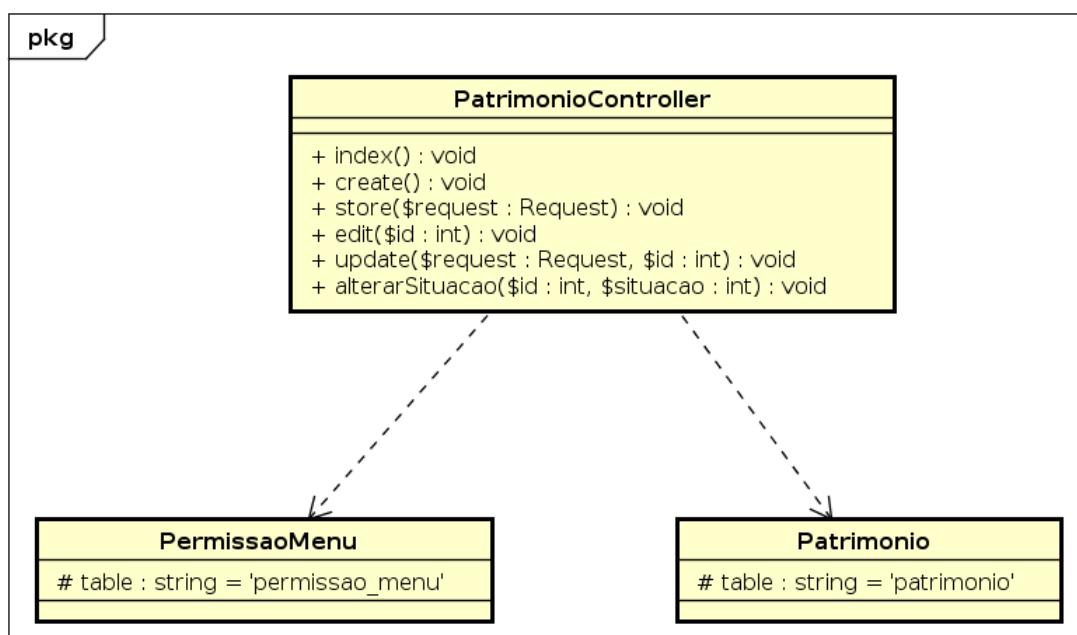 pkg
PatrimonioController
+ index() : void
+ create() : void
+ store($request : Request) : void
+ edit($id : int) : void
+ update($request : Request, $id : int) : void
+ alterarSituacao($id : int, $situacao : int) : void
PermissaoMenu
# table : string = 'permissao_menu'
Patrimonio
# table : string = 'patrimonio'